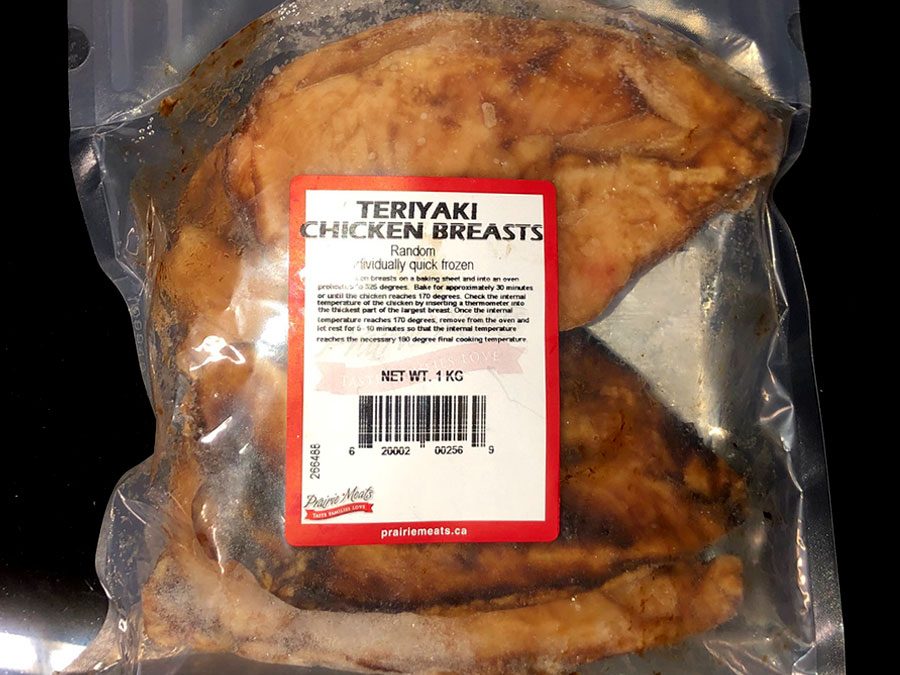 TERIYAKI
CHICKEN BREASTS
Random
dividually quick frozen
breasts on a baking sheet and into an oven
to 325 degrees. Bake for approximately 30 minutes
or until the chicken reaches 170 degrees. Check the internal
temperature of the chicken by inserting a thermometer into
the thickest part of the largest breast. Once the internal
temperature reaches 170 degrees, remove from the oven and
let rest for 5-10 minutes so that the internal temperature
reaches the necessary 180 degree final cooking temperature.
NET WT. 1 KG
6 20002 00256 9
266488
Prairie Meats
TASTE FAMILIES LOVE
prairiemeats.ca